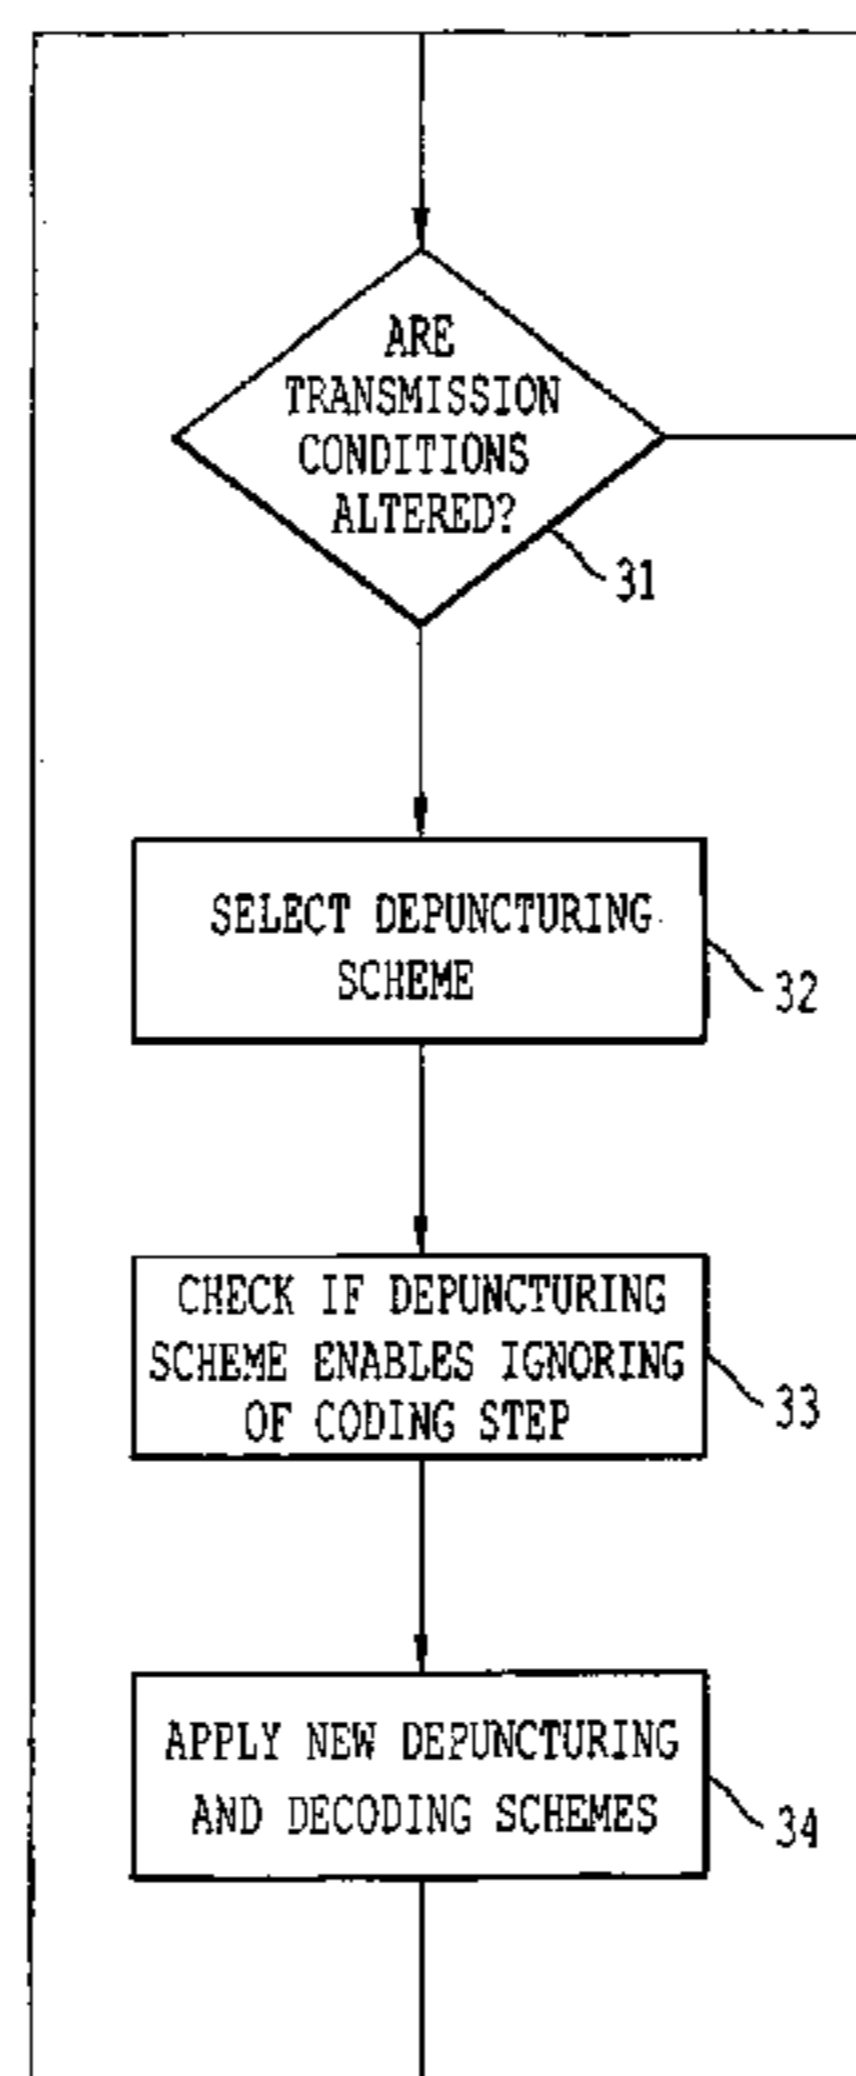 ARE
TRANSMISSION
CONDITIONS
ALTERED?
31
SELECT DEPUNCTURING
SCHEME
32
CHECK IF DEPUNCTURING
SCHEME ENABLES IGNORING
OF CODING STEP
33
APPLY NEW DEPUNCTURING
AND DECODING SCHEMES
34